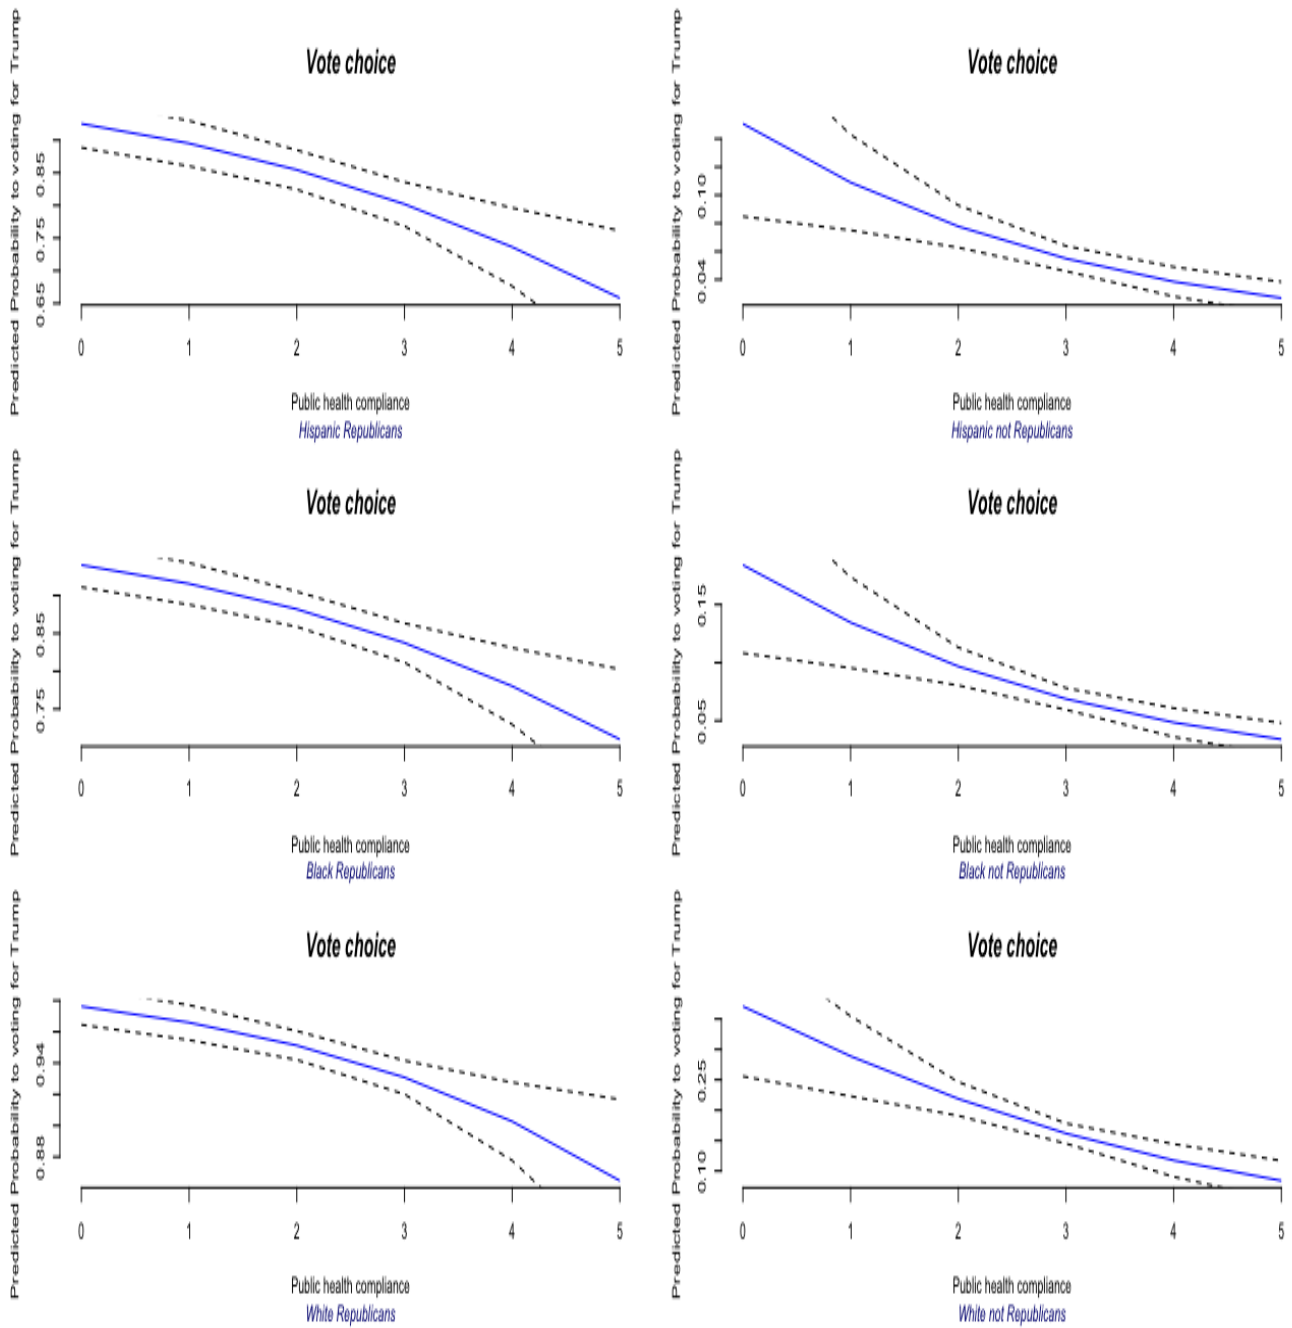 Vote choice
Predicted Probability to voting for Trump
0.65 0.75 0.85
0 1 2 3 4 5
Public health compliance
Hispanic Republicans
Vote choice
Predicted Probability to voting for Trump
0.04 0.10
0 1 2 3 4 5
Public health compliance
Hispanic not Republicans
Vote choice
Predicted Probability to voting for Trump
0.75 0.85
0 1 2 3 4 5
Public health compliance
Black Republicans
Vote choice
Predicted Probability to voting for Trump
0.05 0.15
0 1 2 3 4 5
Public health compliance
Black not Republicans
Vote choice
Predicted Probability to voting for Trump
0.88 0.94
0 1 2 3 4 5
Public health compliance
White Republicans
Vote choice
Predicted Probability to voting for Trump
0.10 0.25
0 1 2 3 4 5
Public health compliance
White not Republicans